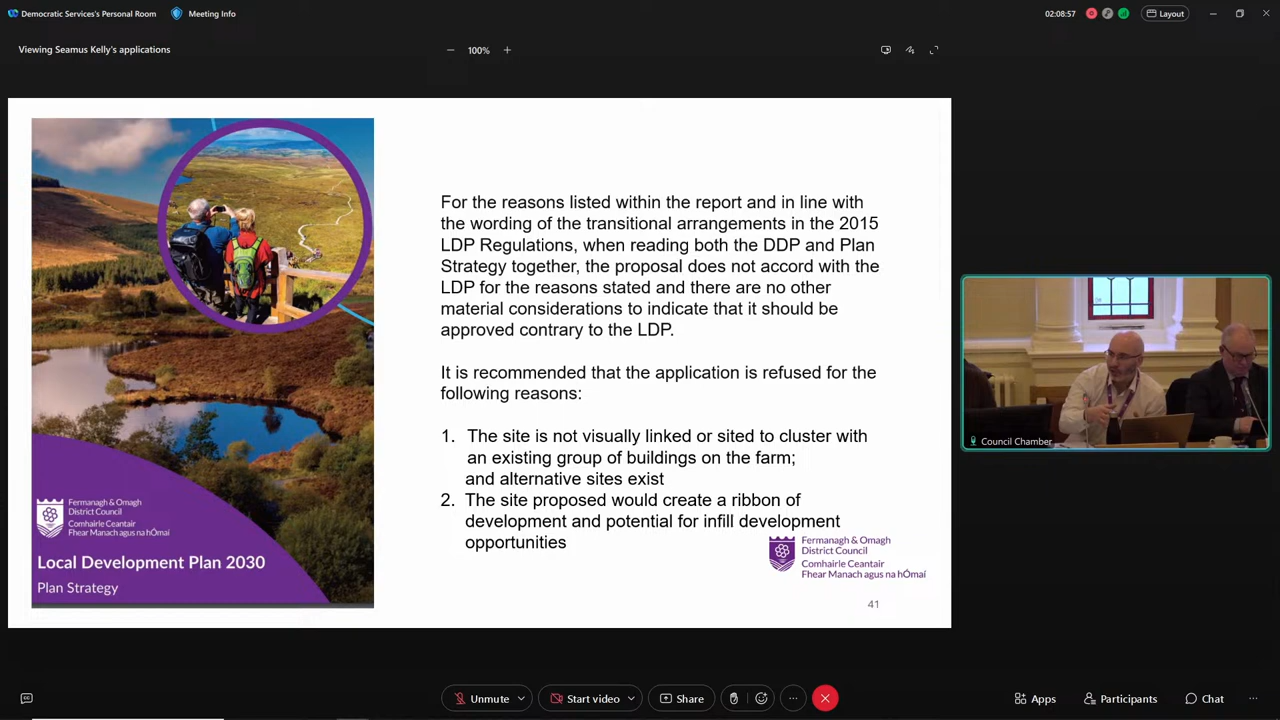 Democratic Services's Personal Room
Meeting Info
02:08:57
Layout
Viewing Seamus Kelly's applications
100%
For the reasons listed within the report and in line with
the wording of the transitional arrangements in the 2015
LDP Regulations, when reading both the DDP and Plan
Strategy together, the proposal does not accord with the
LDP for the reasons stated and there are no other
material considerations to indicate that it should be
approved contrary to the LDP.
It is recommended that the application is refused for the
following reasons:
1. The site is not visually linked or sited to cluster with
an existing group of buildings on the farm;
and alternative sites exist
2. The site proposed would create a ribbon of
development and potential for infill development
opportunities
Fermanagh & Omagh
District Council
Comhairle Ceantair
Fhear Manach agus na hÓmaí
Local Development Plan 2030
Plan Strategy
Fermanagh & Omagh
District Council
Comhairle Ceantair
Fhear Manach agus na hÓmaí
41
Council Chamber
Unmute
Start video
Share
Apps
Participants
Chat